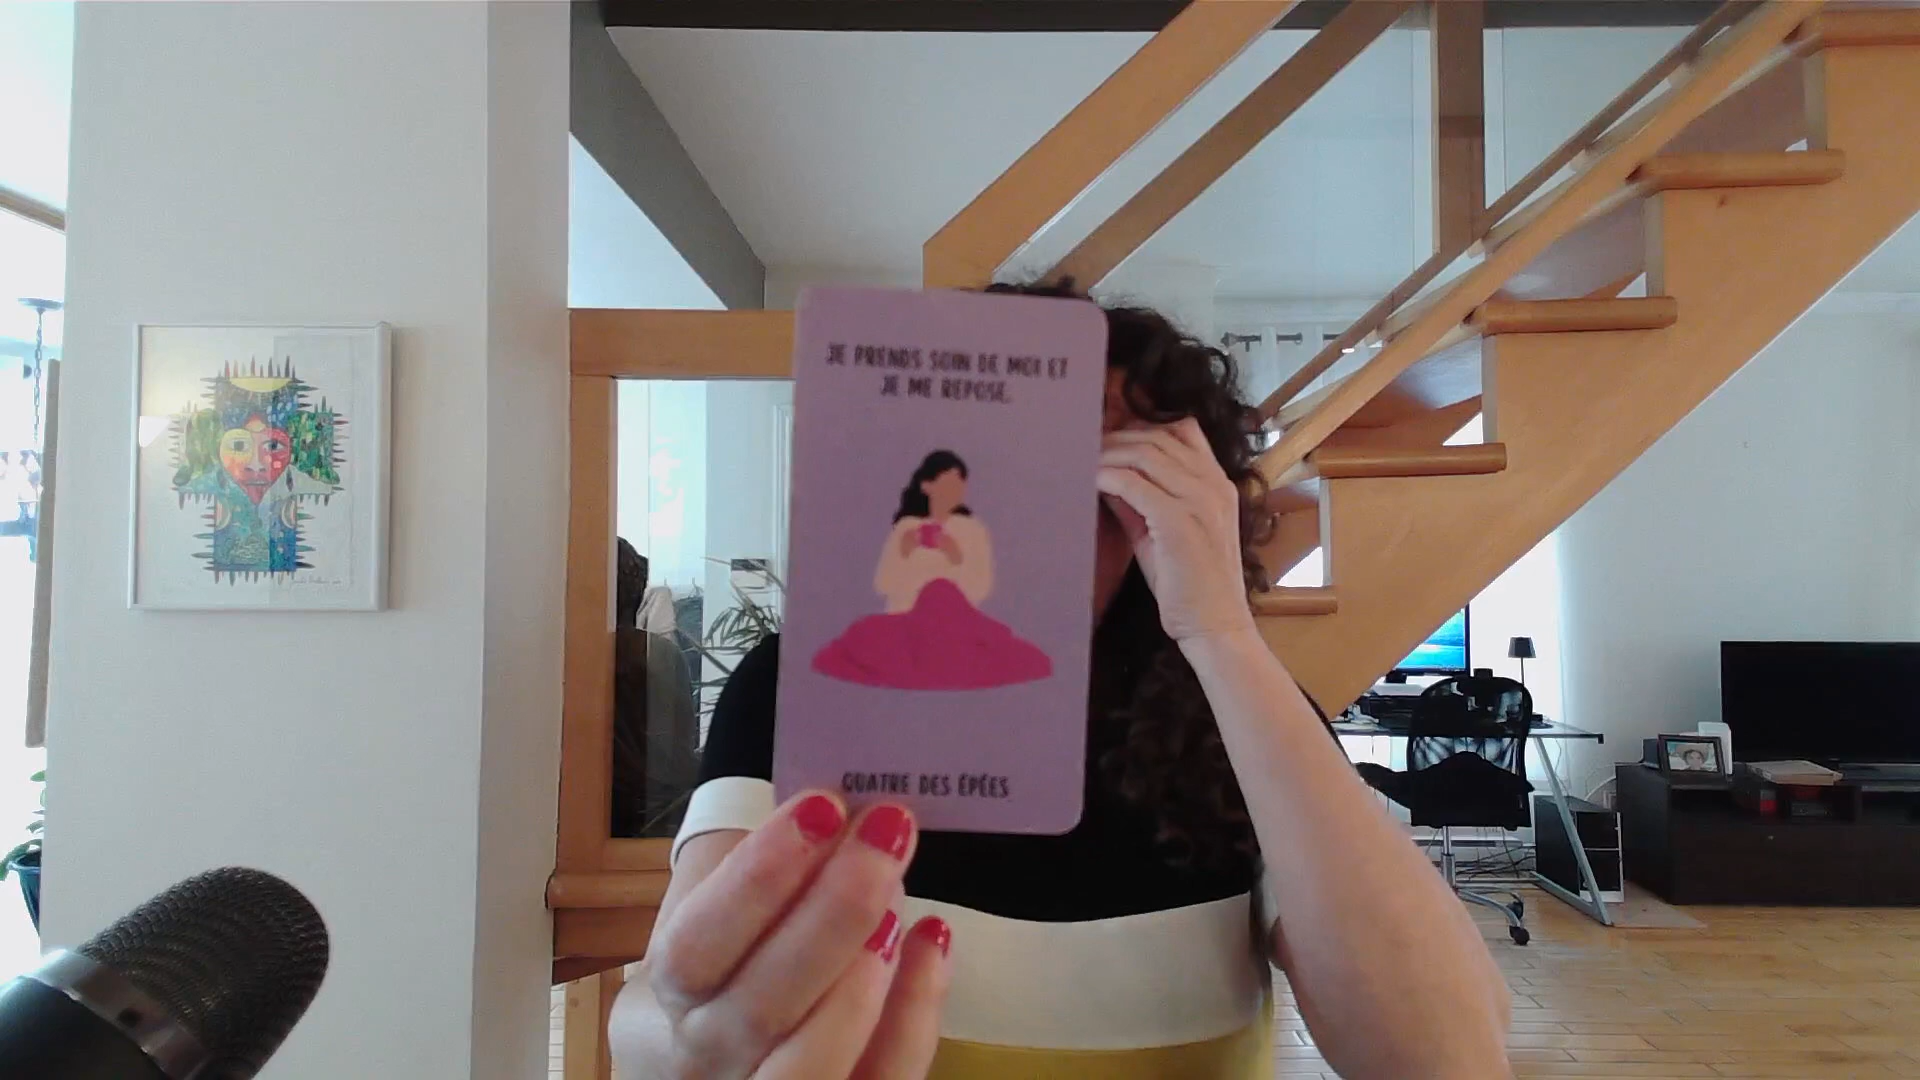 JE PRENDS SOIN DE MOI ET
JE ME REPOSE.
QUATRE DES ÉPÉES